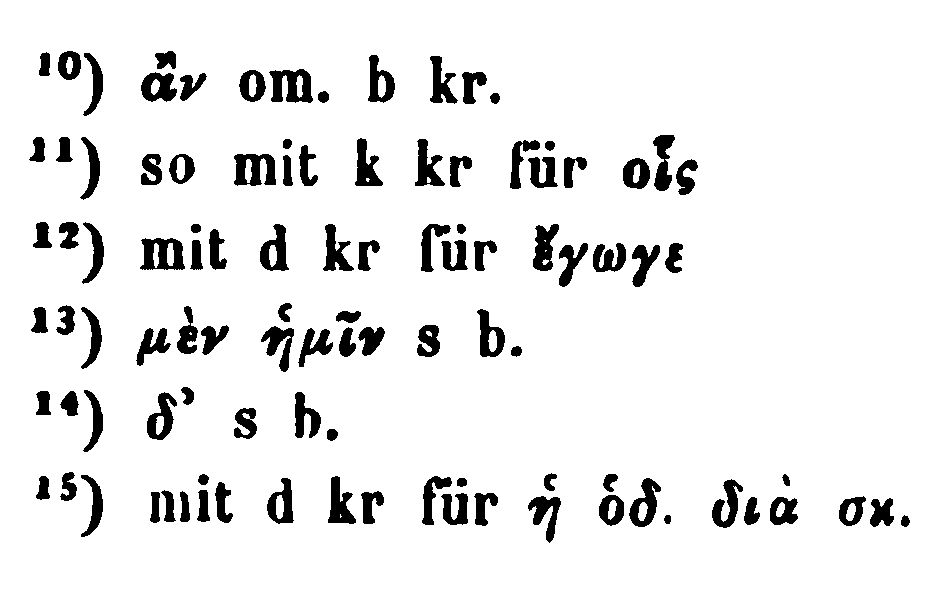 ¹⁰) ἂν om. b kr.
¹¹) so mit k kr für οἷς
¹²) mit d kr für ἔγωγε
¹³) μὲν ἡμῖν s b.
¹⁴) δ’ s b.
¹⁵) mit d kr für ἡ ὁδ. διὰ σκ.